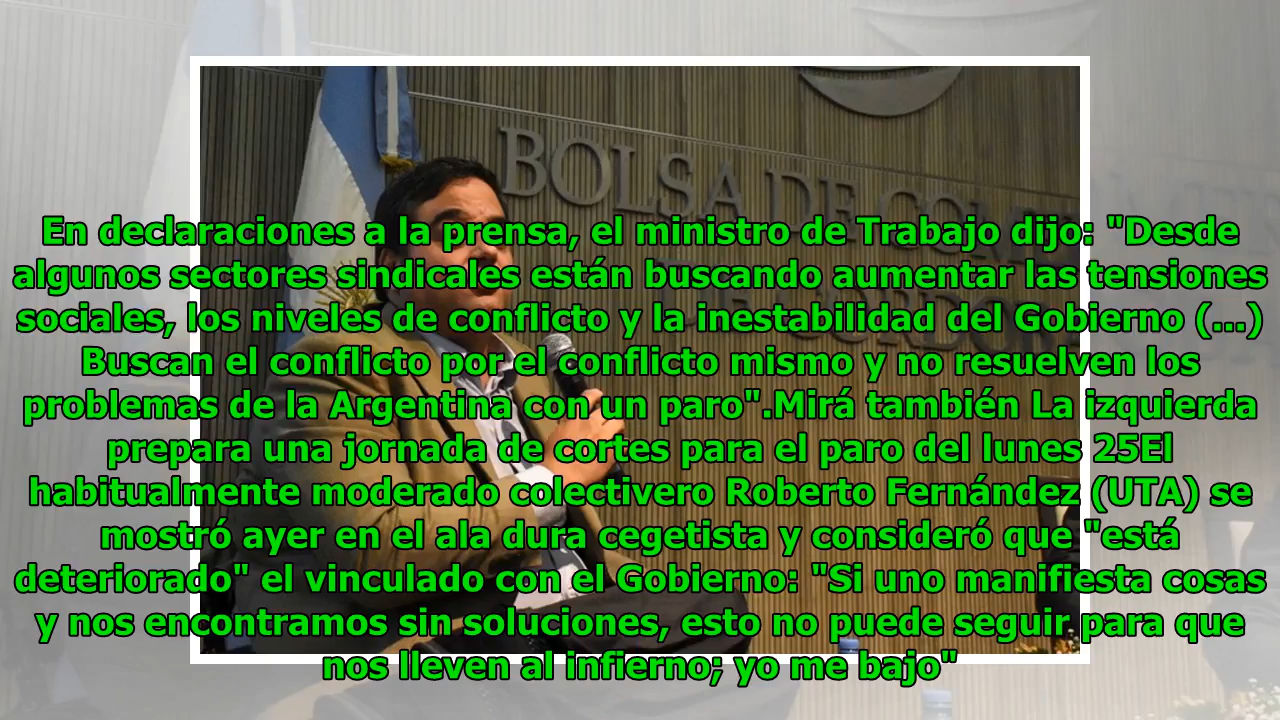 BOLSA DE
En declaraciones a la prensa, el ministro de Trabajo dijo: "Desde
algunos sectores sindicales están buscando aumentar las tensiones
sociales, los niveles de conflicto y la inestabilidad del Gobierno (...)
Buscan el conflicto por el conflicto mismo y no resuelven los
problemas de la Argentina con un paro".Mirá también La izquierda
prepara una jornada de cortes para el paro del lunes 25El
habitualmente moderado colectivero Roberto Fernández (UTA) se
mostró ayer en el ala dura cegetista y consideró que "está
deteriorado" el vinculado con el Gobierno: "Si uno manifiesta cosas
y nos encontramos sin soluciones, esto no puede seguir para que
nos lleven al infierno; yo me bajo"